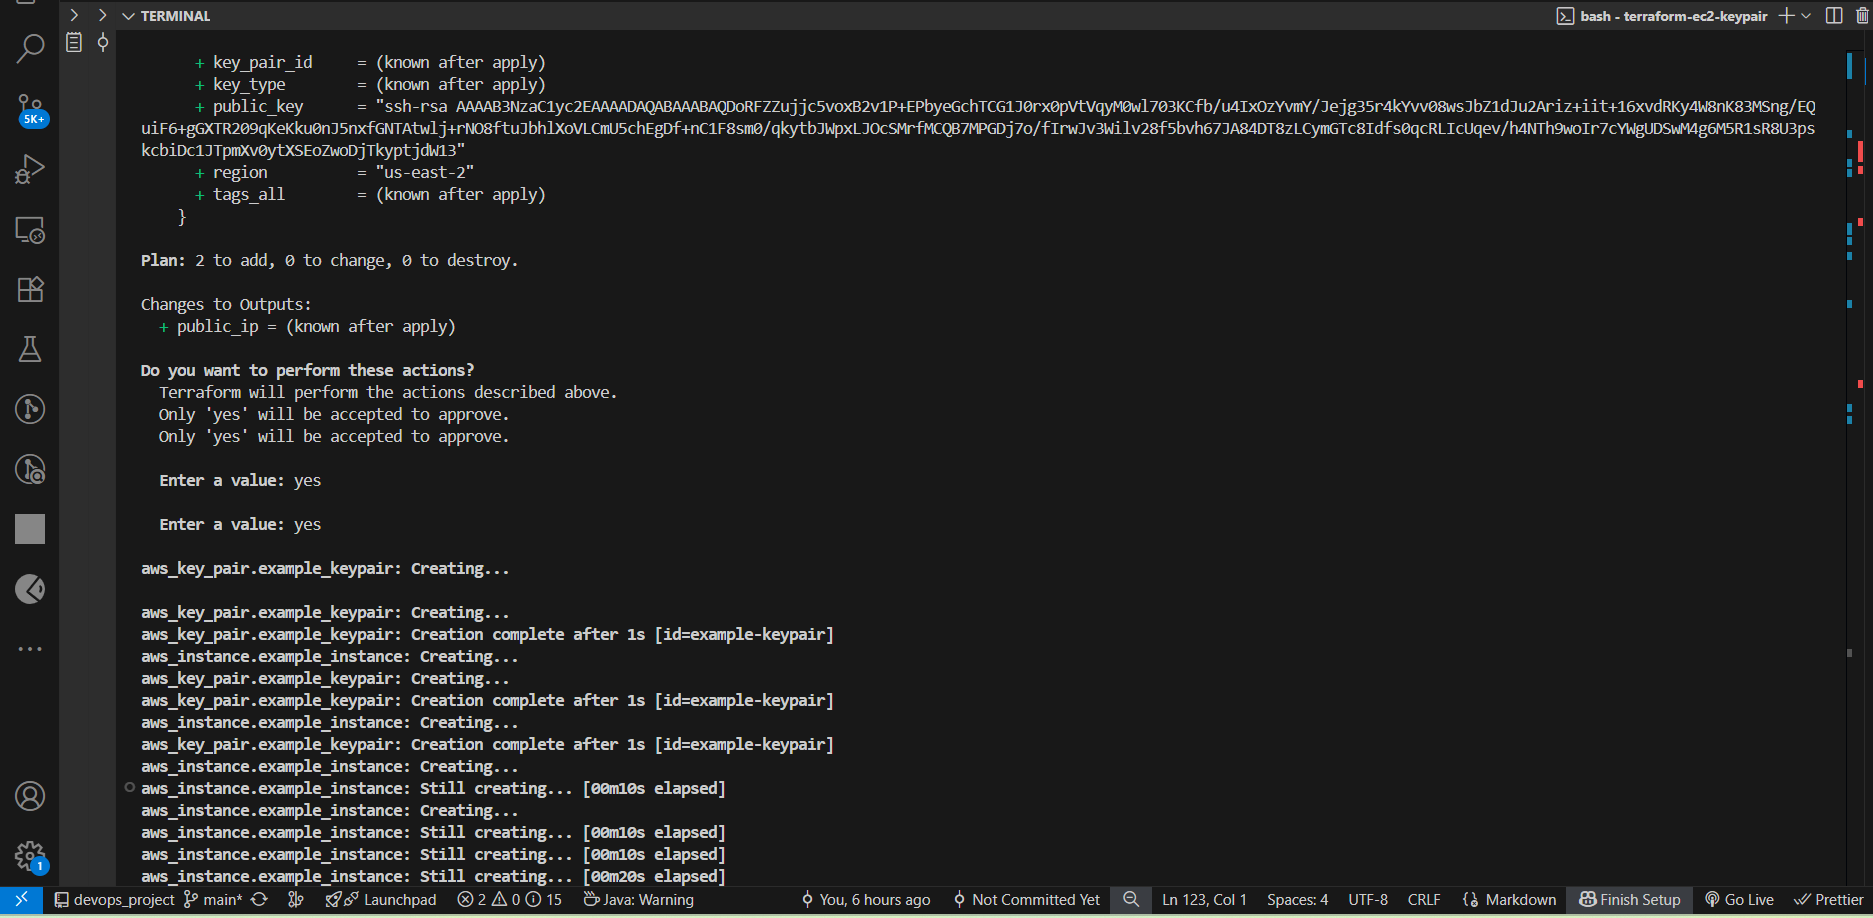 TERMINAL
bash - terraform-ec2-keypair
+ key_pair_id     = (known after apply)
+ key_type        = (known after apply)
+ public_key      = "ssh-rsa AAAAB3NzaC1yc2EAAAADAQABAAABAQDoRFZZujjc5voxB2v1P+EPbyeGchTCG1J0rx0pVtVqyM0wl703KCfb/u4IxOzYvmY/Jejg35r4kYvv08wsJbZ1dJu2Ariz+iit+16xvdRKy4W8nK83MSng/EQ
uiF6+gGXTR209qKeKku0nJ5nxfGNTAtwlj+rNO8ftuJbhlXoVLCmU5chEgDf+nC1F8sm0/qkytbJWpxLJOcSMrfMCQB7MPGDj7o/fIrwJv3Wilv28f5bvh67JA84DT8zLCymGTc8Idfs0qcRLIcUqev/h4NTh9woIr7cYWgUDSwM4g6M5R1sR8U3ps
kcbiDc1JTpmXv0ytXSEoZwoDjTkyptjdW13"
+ region          = "us-east-2"
+ tags_all        = (known after apply)
}
Plan: 2 to add, 0 to change, 0 to destroy.
Changes to Outputs:
+ public_ip = (known after apply)
Do you want to perform these actions?
Terraform will perform the actions described above.
Only 'yes' will be accepted to approve.
Only 'yes' will be accepted to approve.
Enter a value: yes
Enter a value: yes
aws_key_pair.example_keypair: Creating...
aws_key_pair.example_keypair: Creating...
aws_key_pair.example_keypair: Creation complete after 1s [id=example-keypair]
aws_instance.example_instance: Creating...
aws_key_pair.example_keypair: Creating...
aws_key_pair.example_keypair: Creation complete after 1s [id=example-keypair]
aws_instance.example_instance: Creating...
aws_key_pair.example_keypair: Creation complete after 1s [id=example-keypair]
aws_instance.example_instance: Creating...
aws_instance.example_instance: Still creating... [00m10s elapsed]
aws_instance.example_instance: Creating...
aws_instance.example_instance: Still creating... [00m10s elapsed]
aws_instance.example_instance: Still creating... [00m10s elapsed]
aws_instance.example_instance: Still creating... [00m20s elapsed]
5K+
1
devops_project main* Launchpad 2 0 15 Java: Warning You, 6 hours ago Not Committed Yet Ln 123, Col 1 Spaces: 4 UTF-8 CRLF Markdown Finish Setup Go Live Prettier